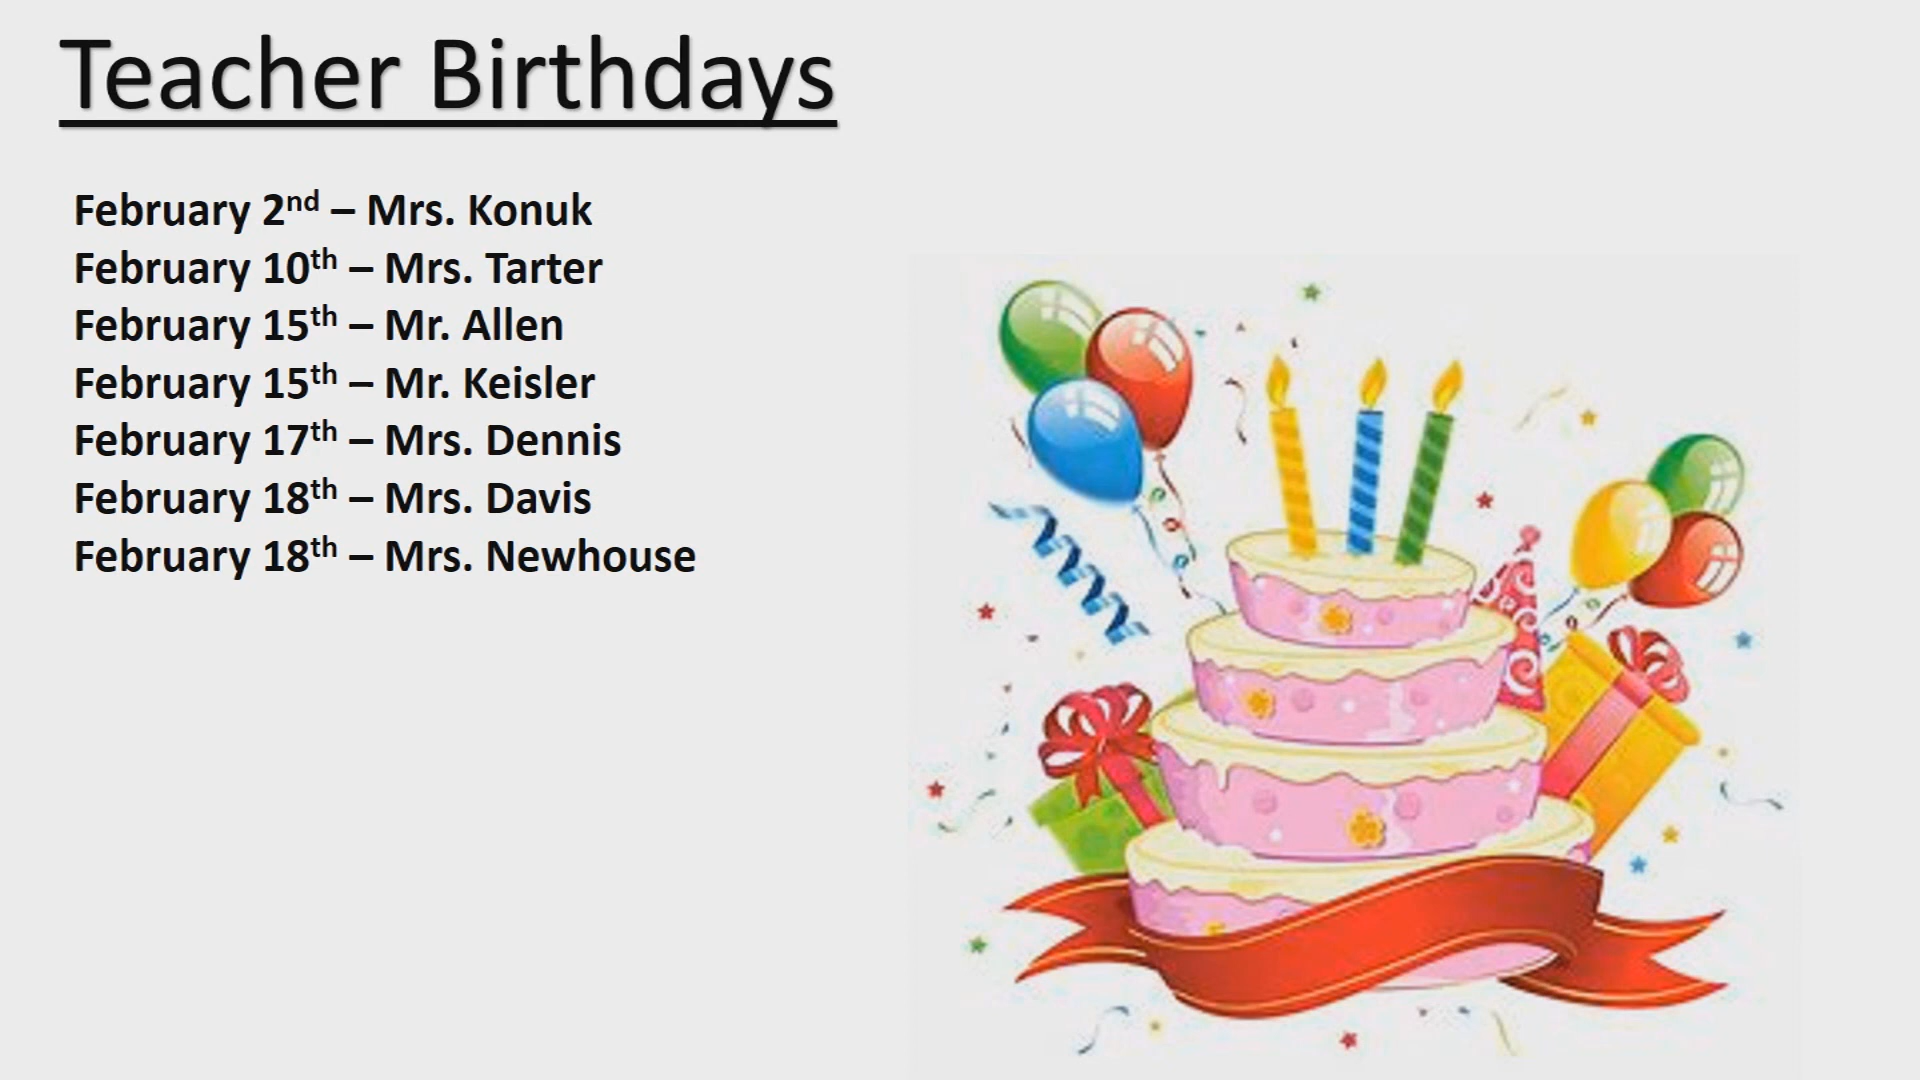 Teacher Birthdays
February 2nd – Mrs. Konuk
February 10th – Mrs. Tarter
February 15th – Mr. Allen
February 15th – Mr. Keisler
February 17th – Mrs. Dennis
February 18th – Mrs. Davis
February 18th – Mrs. Newhouse